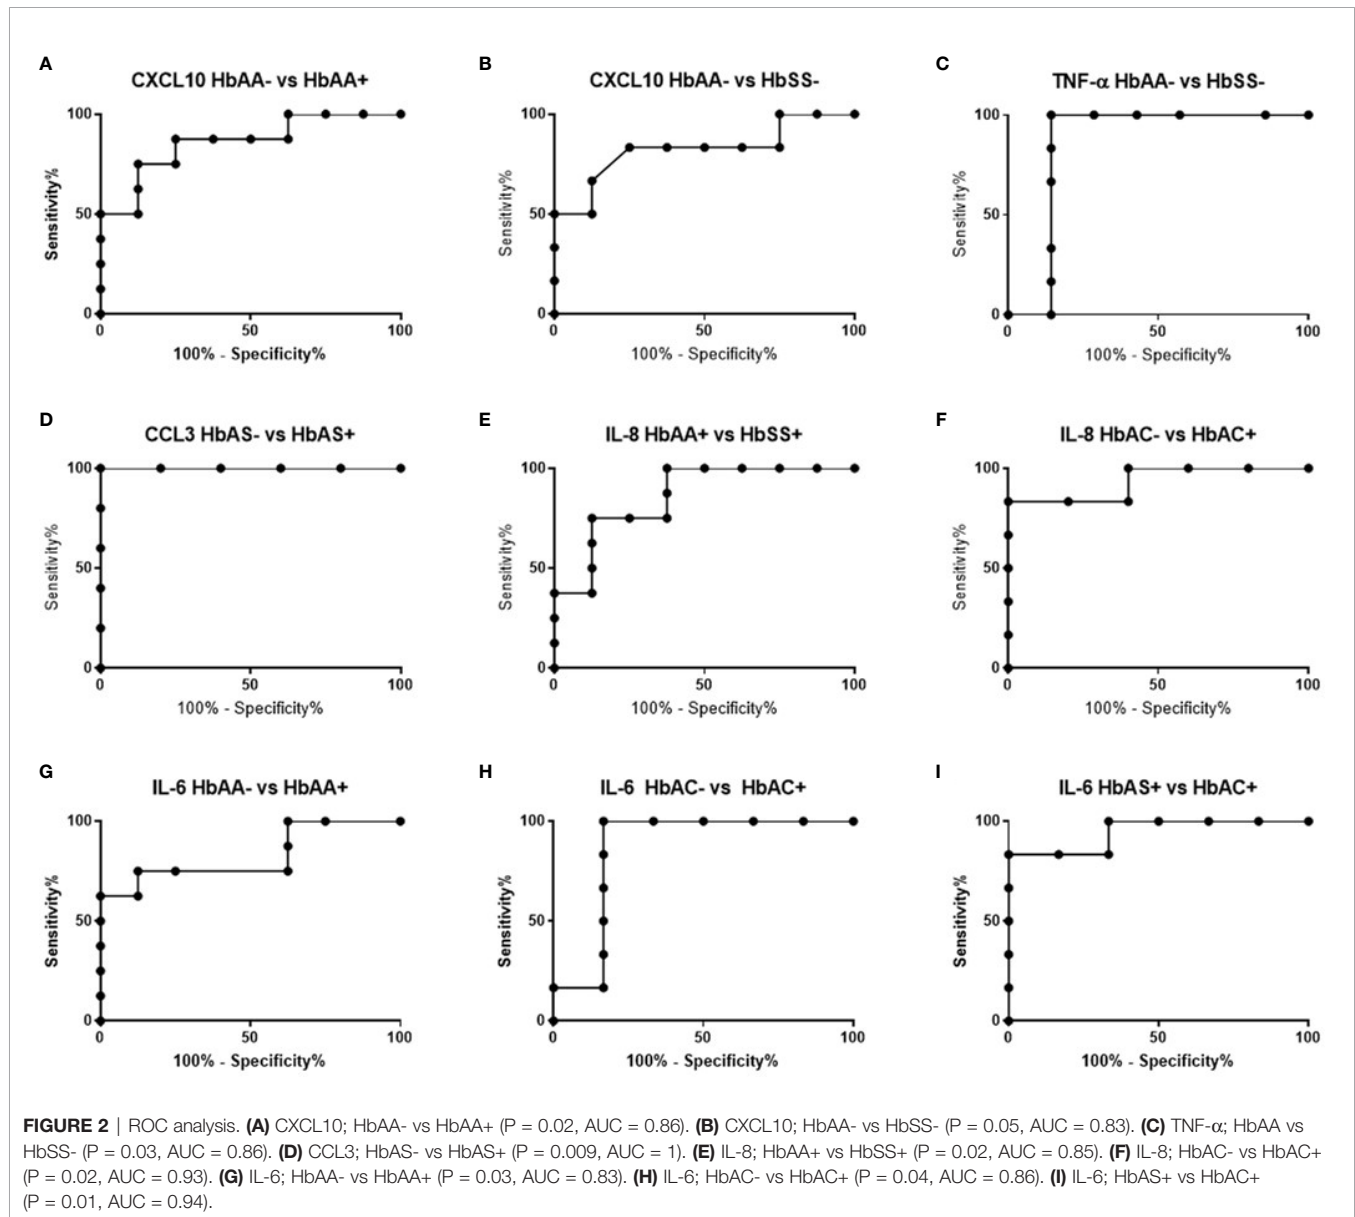 A
CXCL10 HbAA- vs HbAA+
100
50
0
Sensitivity%
0 50 100
100% - Specificity%
B
CXCL10 HbAA- vs HbSS-
100
50
0
Sensitivity%
0 50 100
100% - Specificity%
C
TNF-α HbAA- vs HbSS-
100
50
0
Sensitivity%
0 50 100
100% - Specificity%
D
CCL3 HbAS- vs HbAS+
100
50
0
Sensitivity%
0 50 100
100% - Specificity%
E
IL-8 HbAA+ vs HbSS+
100
50
0
Sensitivity%
0 50 100
100% - Specificity%
F
IL-8 HbAC- vs HbAC+
100
50
0
Sensitivity%
0 50 100
100% - Specificity%
G
IL-6 HbAA- vs HbAA+
100
50
0
Sensitivity%
0 50 100
100% - Specificity%
H
IL-6 HbAC- vs HbAC+
100
50
0
Sensitivity%
0 50 100
100% - Specificity%
I
IL-6 HbAS+ vs HbAC+
100
50
0
Sensitivity%
0 50 100
100% - Specificity%
FIGURE 2 | ROC analysis. (A) CXCL10; HbAA- vs HbAA+ (P = 0.02, AUC = 0.86). (B) CXCL10; HbAA- vs HbSS- (P = 0.05, AUC = 0.83). (C) TNF-α; HbAA vs
HbSS- (P = 0.03, AUC = 0.86). (D) CCL3; HbAS- vs HbAS+ (P = 0.009, AUC = 1). (E) IL-8; HbAA+ vs HbSS+ (P = 0.02, AUC = 0.85). (F) IL-8; HbAC- vs HbAC+
(P = 0.02, AUC = 0.93). (G) IL-6; HbAA- vs HbAA+ (P = 0.03, AUC = 0.83). (H) IL-6; HbAC- vs HbAC+ (P = 0.04, AUC = 0.86). (I) IL-6; HbAS+ vs HbAC+
(P = 0.01, AUC = 0.94).